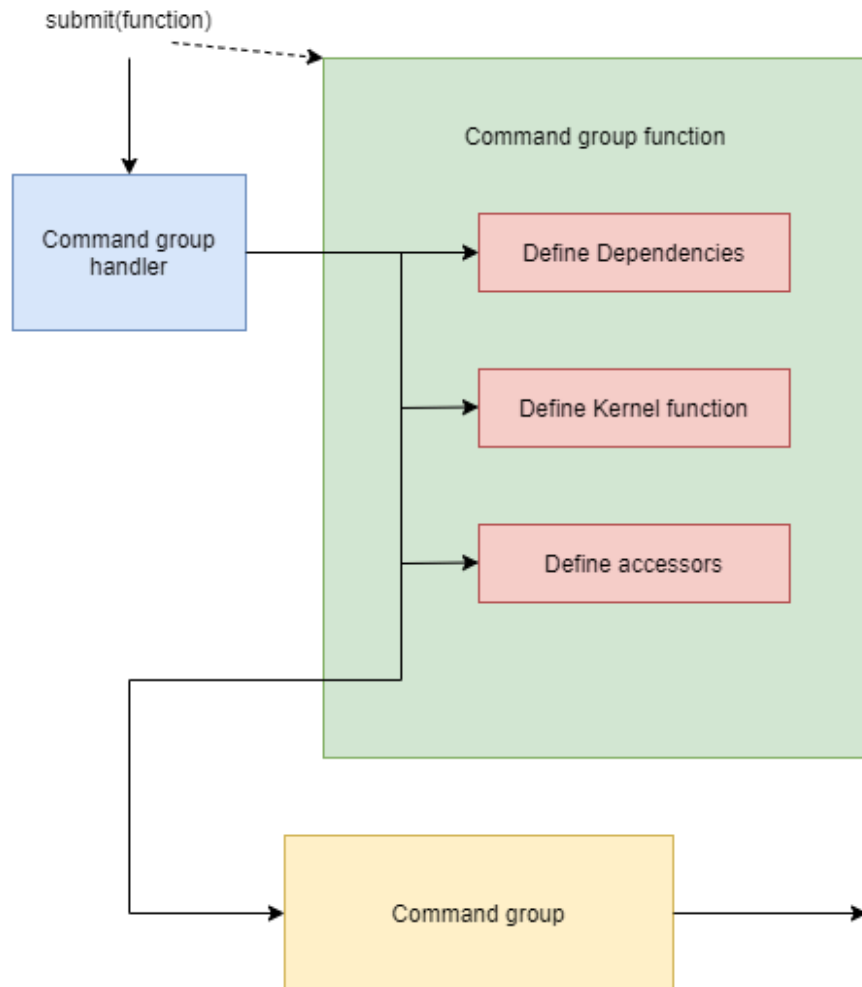 submit(function)
Command group function
Command group
handler
Define Dependencies
Define Kernel function
Define accessors
Command group